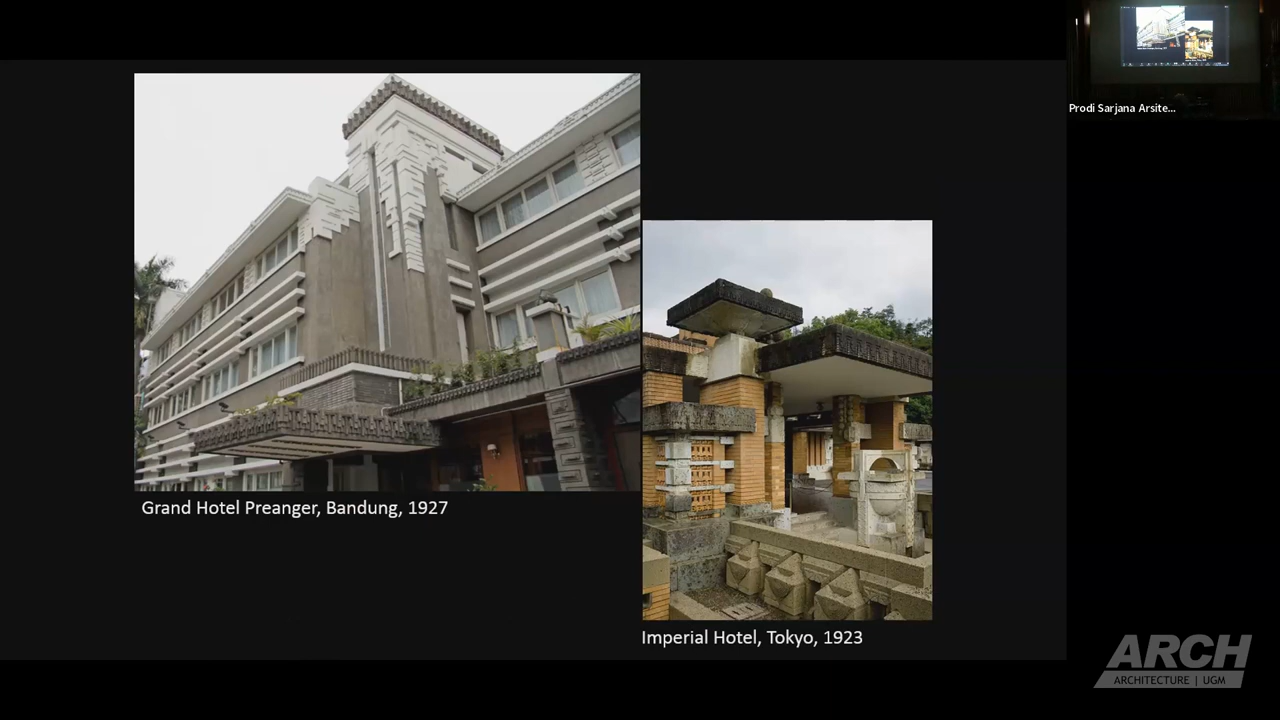 Prodi Sarjana Arsite...
Grand Hotel Preanger, Bandung, 1927
Imperial Hotel, Tokyo, 1923
ARCH
ARCHITECTURE | UGM